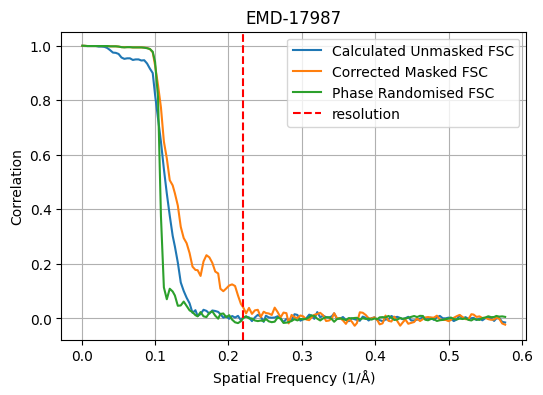 EMD-17987
Calculated Unmasked FSC
Corrected Masked FSC
Phase Randomised FSC
resolution
Correlation
1.0
0.8
0.6
0.4
0.2
0.0
0.0 0.1 0.2 0.3 0.4 0.5 0.6
Spatial Frequency (1/Å)